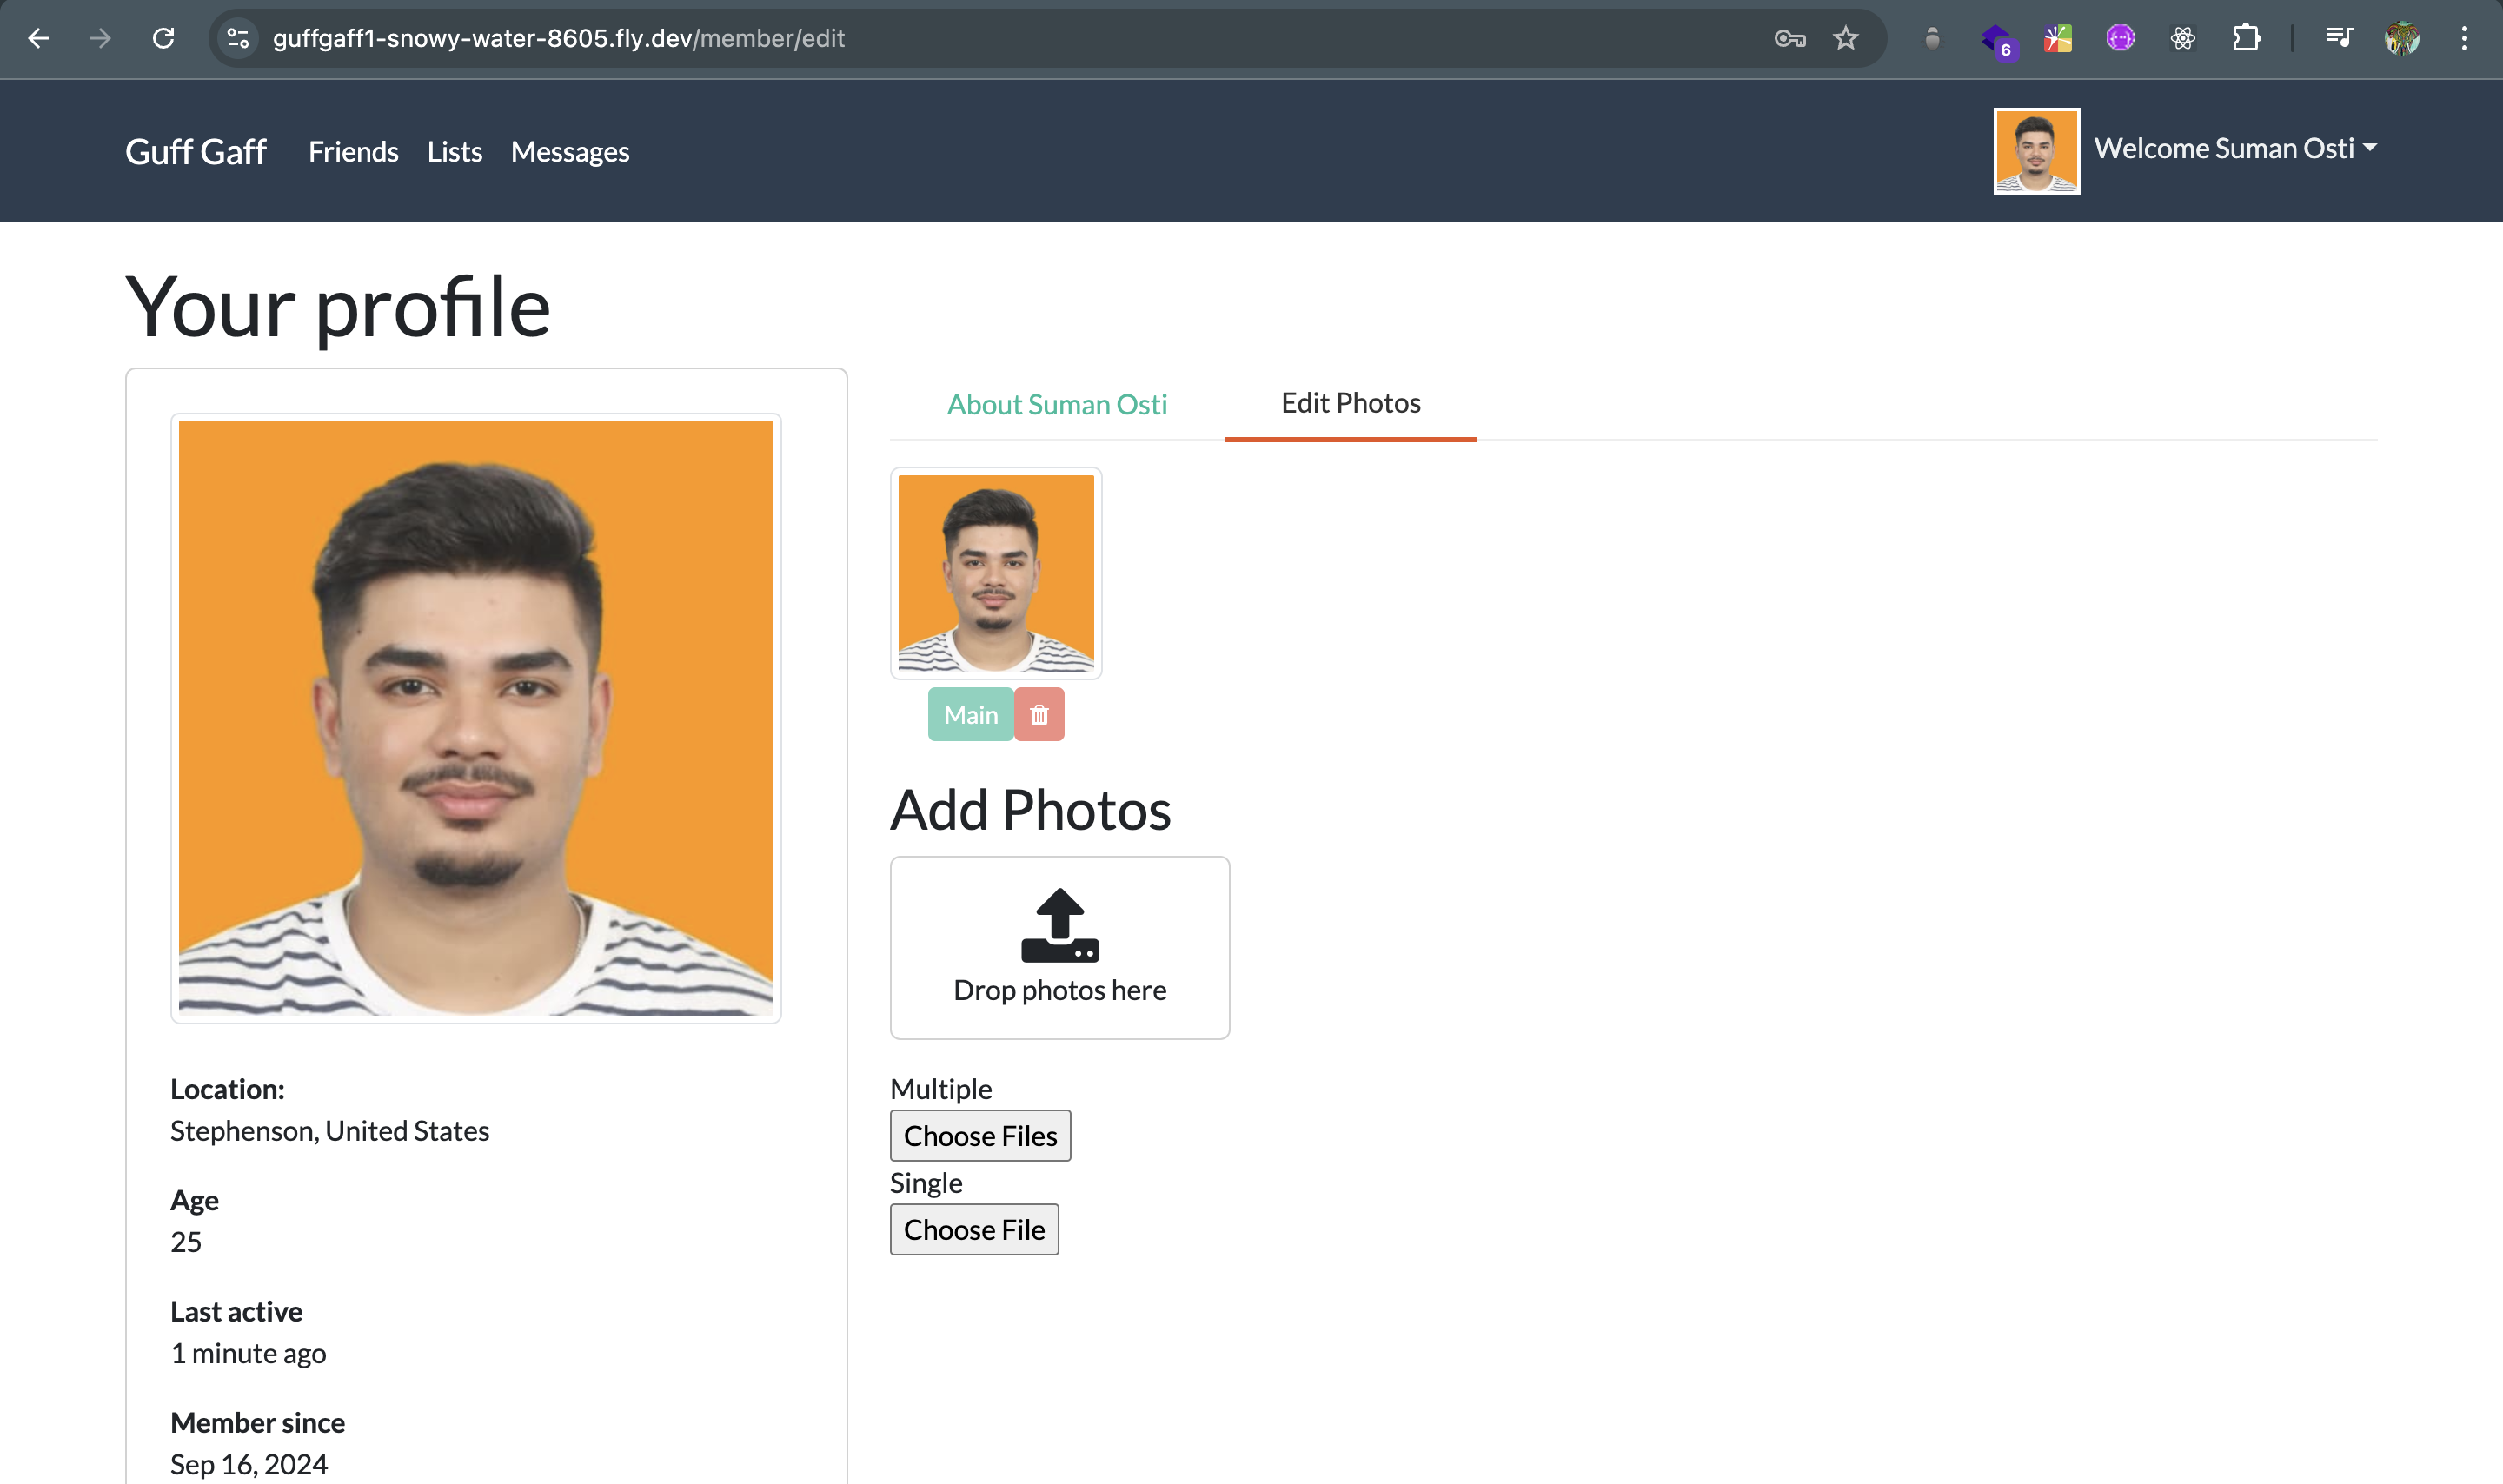 guffgaff1-snowy-water-8605.fly.dev/member/edit
6
Guff Gaff Friends Lists Messages
Welcome Suman Osti
Your profile
About Suman Osti Edit Photos
Main
Add Photos
Drop photos here
Multiple
Choose Files
Single
Choose File
Location:
Stephenson, United States
Age
25
Last active
1 minute ago
Member since
Sep 16, 2024